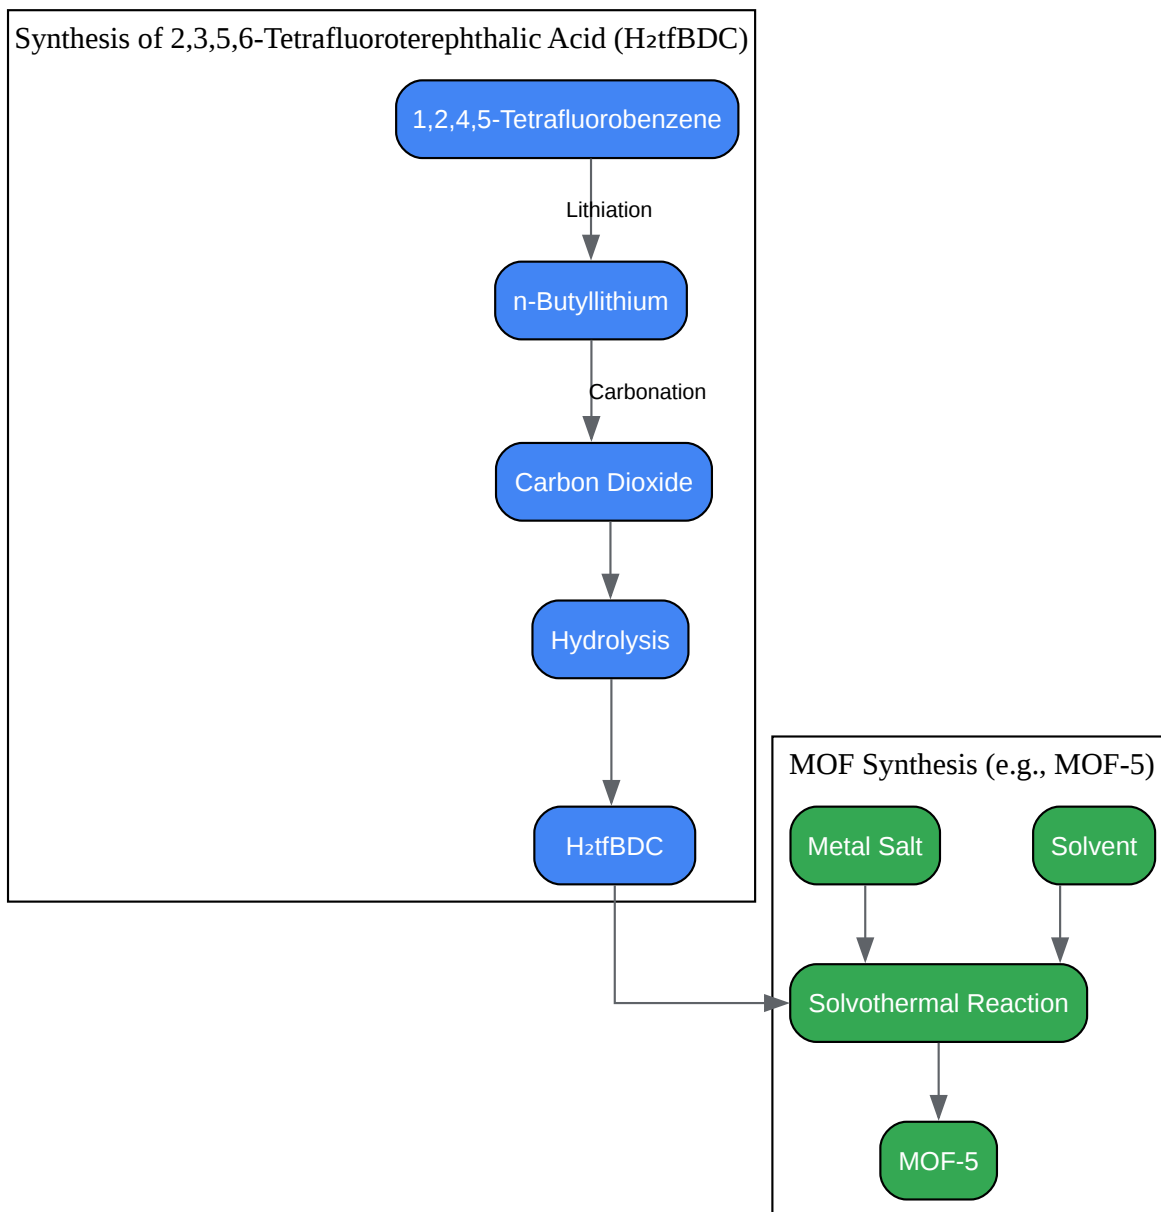 Synthesis of 2,3,5,6-Tetrafluoroterephthalic Acid (H₂tfBDC)
1,2,4,5-Tetrafluorobenzene
Lithiation
n-Butyllithium
Carbonation
Carbon Dioxide
Hydrolysis
H₂tfBDC
MOF Synthesis (e.g., MOF-5)
Metal Salt
Solvent
Solvothermal Reaction
MOF-5